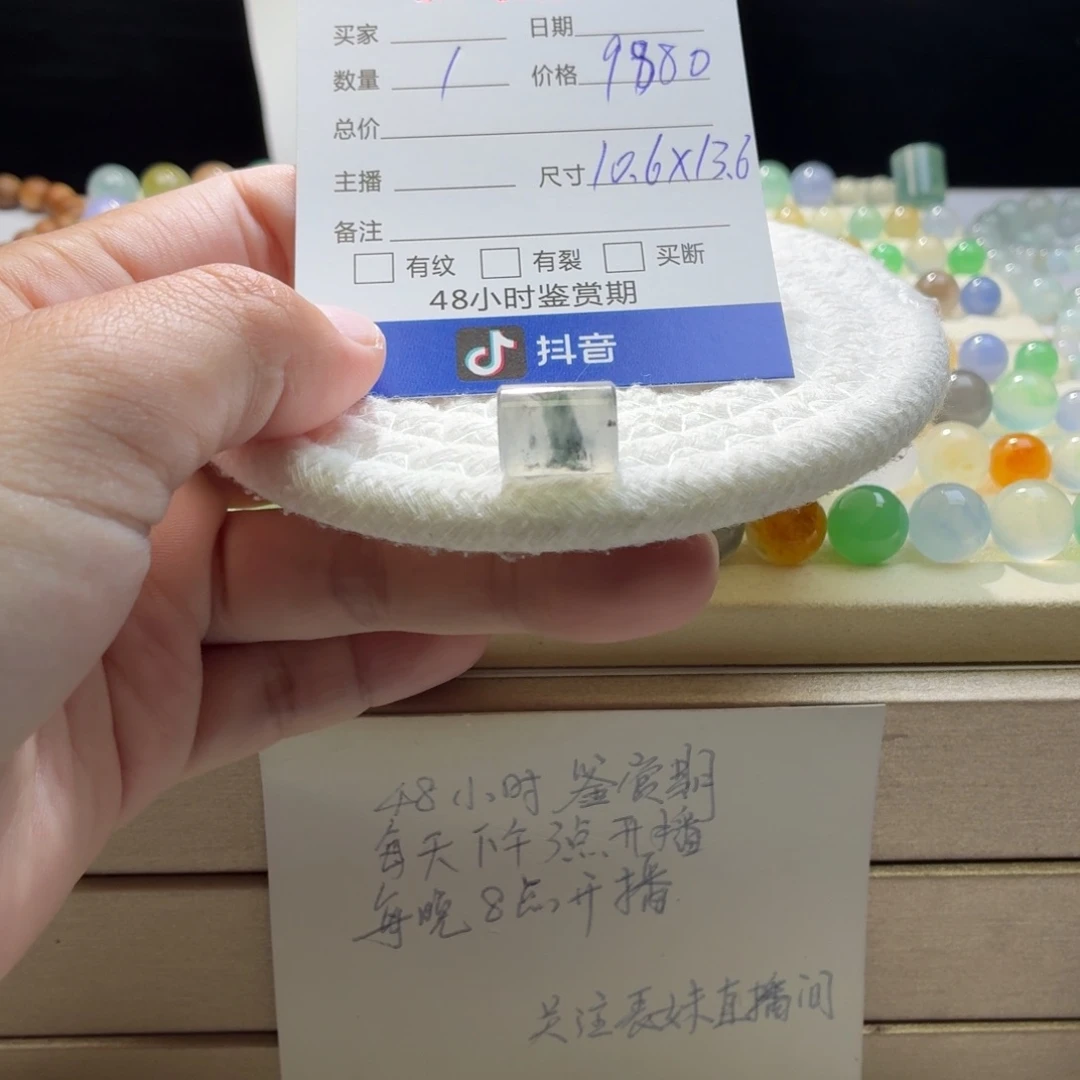 买家 日期
数量 1 价格 9880
总价
主播 尺寸 10.6X13.6
备注
有纹 有裂 买断
48小时鉴赏期
抖音
48小时 鉴赏期
每天下午3点开播
每晚8点开播
关注表妹直播间